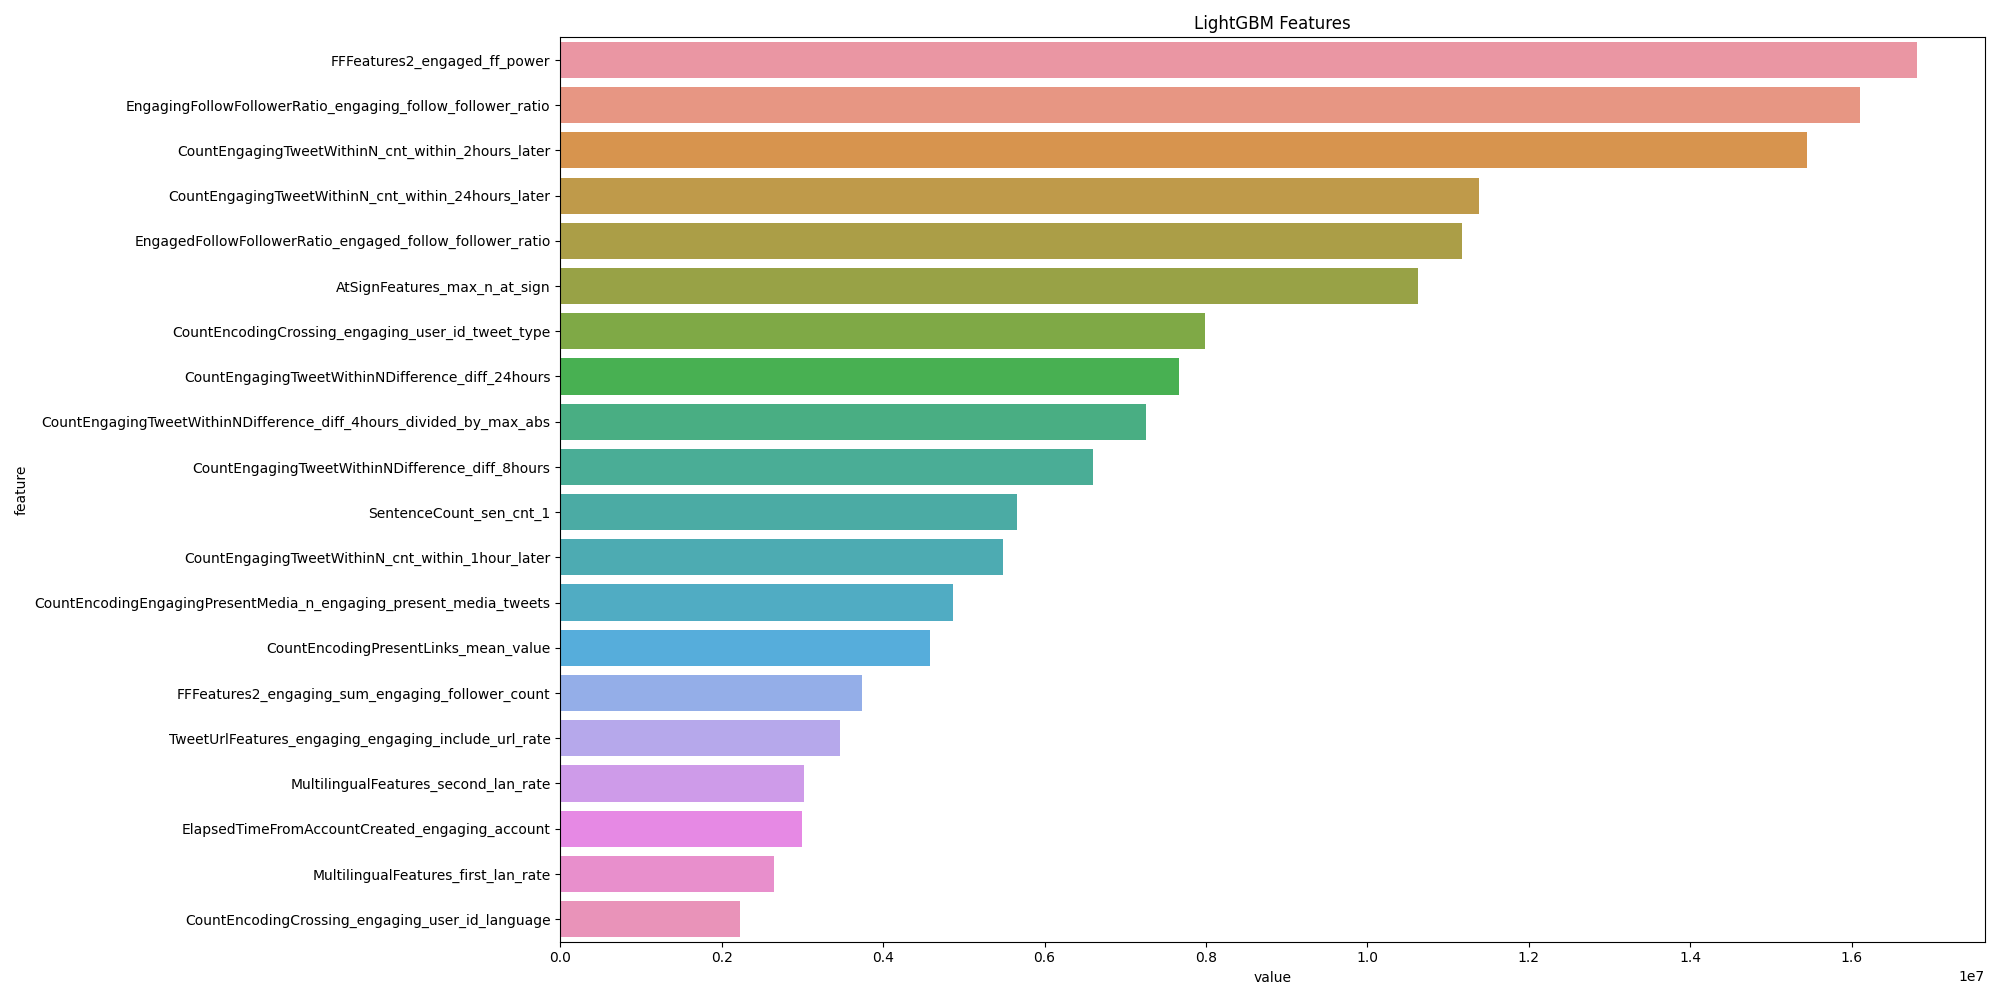 LightGBM Features
FFFeatures2_engaged_ff_power
EngagingFollowFollowerRatio_engaging_follow_follower_ratio
CountEngagingTweetWithinN_cnt_within_2hours_later
CountEngagingTweetWithinN_cnt_within_24hours_later
EngagedFollowFollowerRatio_engaged_follow_follower_ratio
AtSignFeatures_max_n_at_sign
CountEncodingCrossing_engaging_user_id_tweet_type
CountEngagingTweetWithinNDifference_diff_24hours
CountEngagingTweetWithinNDifference_diff_4hours_divided_by_max_abs
CountEngagingTweetWithinNDifference_diff_8hours
SentenceCount_sen_cnt_1
CountEngagingTweetWithinN_cnt_within_1hour_later
CountEncodingEngagingPresentMedia_n_engaging_present_media_tweets
CountEncodingPresentLinks_mean_value
FFFeatures2_engaging_sum_engaging_follower_count
TweetUrlFeatures_engaging_engaging_include_url_rate
MultilingualFeatures_second_lan_rate
ElapsedTimeFromAccountCreated_engaging_account
MultilingualFeatures_first_lan_rate
CountEncodingCrossing_engaging_user_id_language
feature
0.0 0.2 0.4 0.6 0.8 1.0 1.2 1.4 1.6
value
1e7